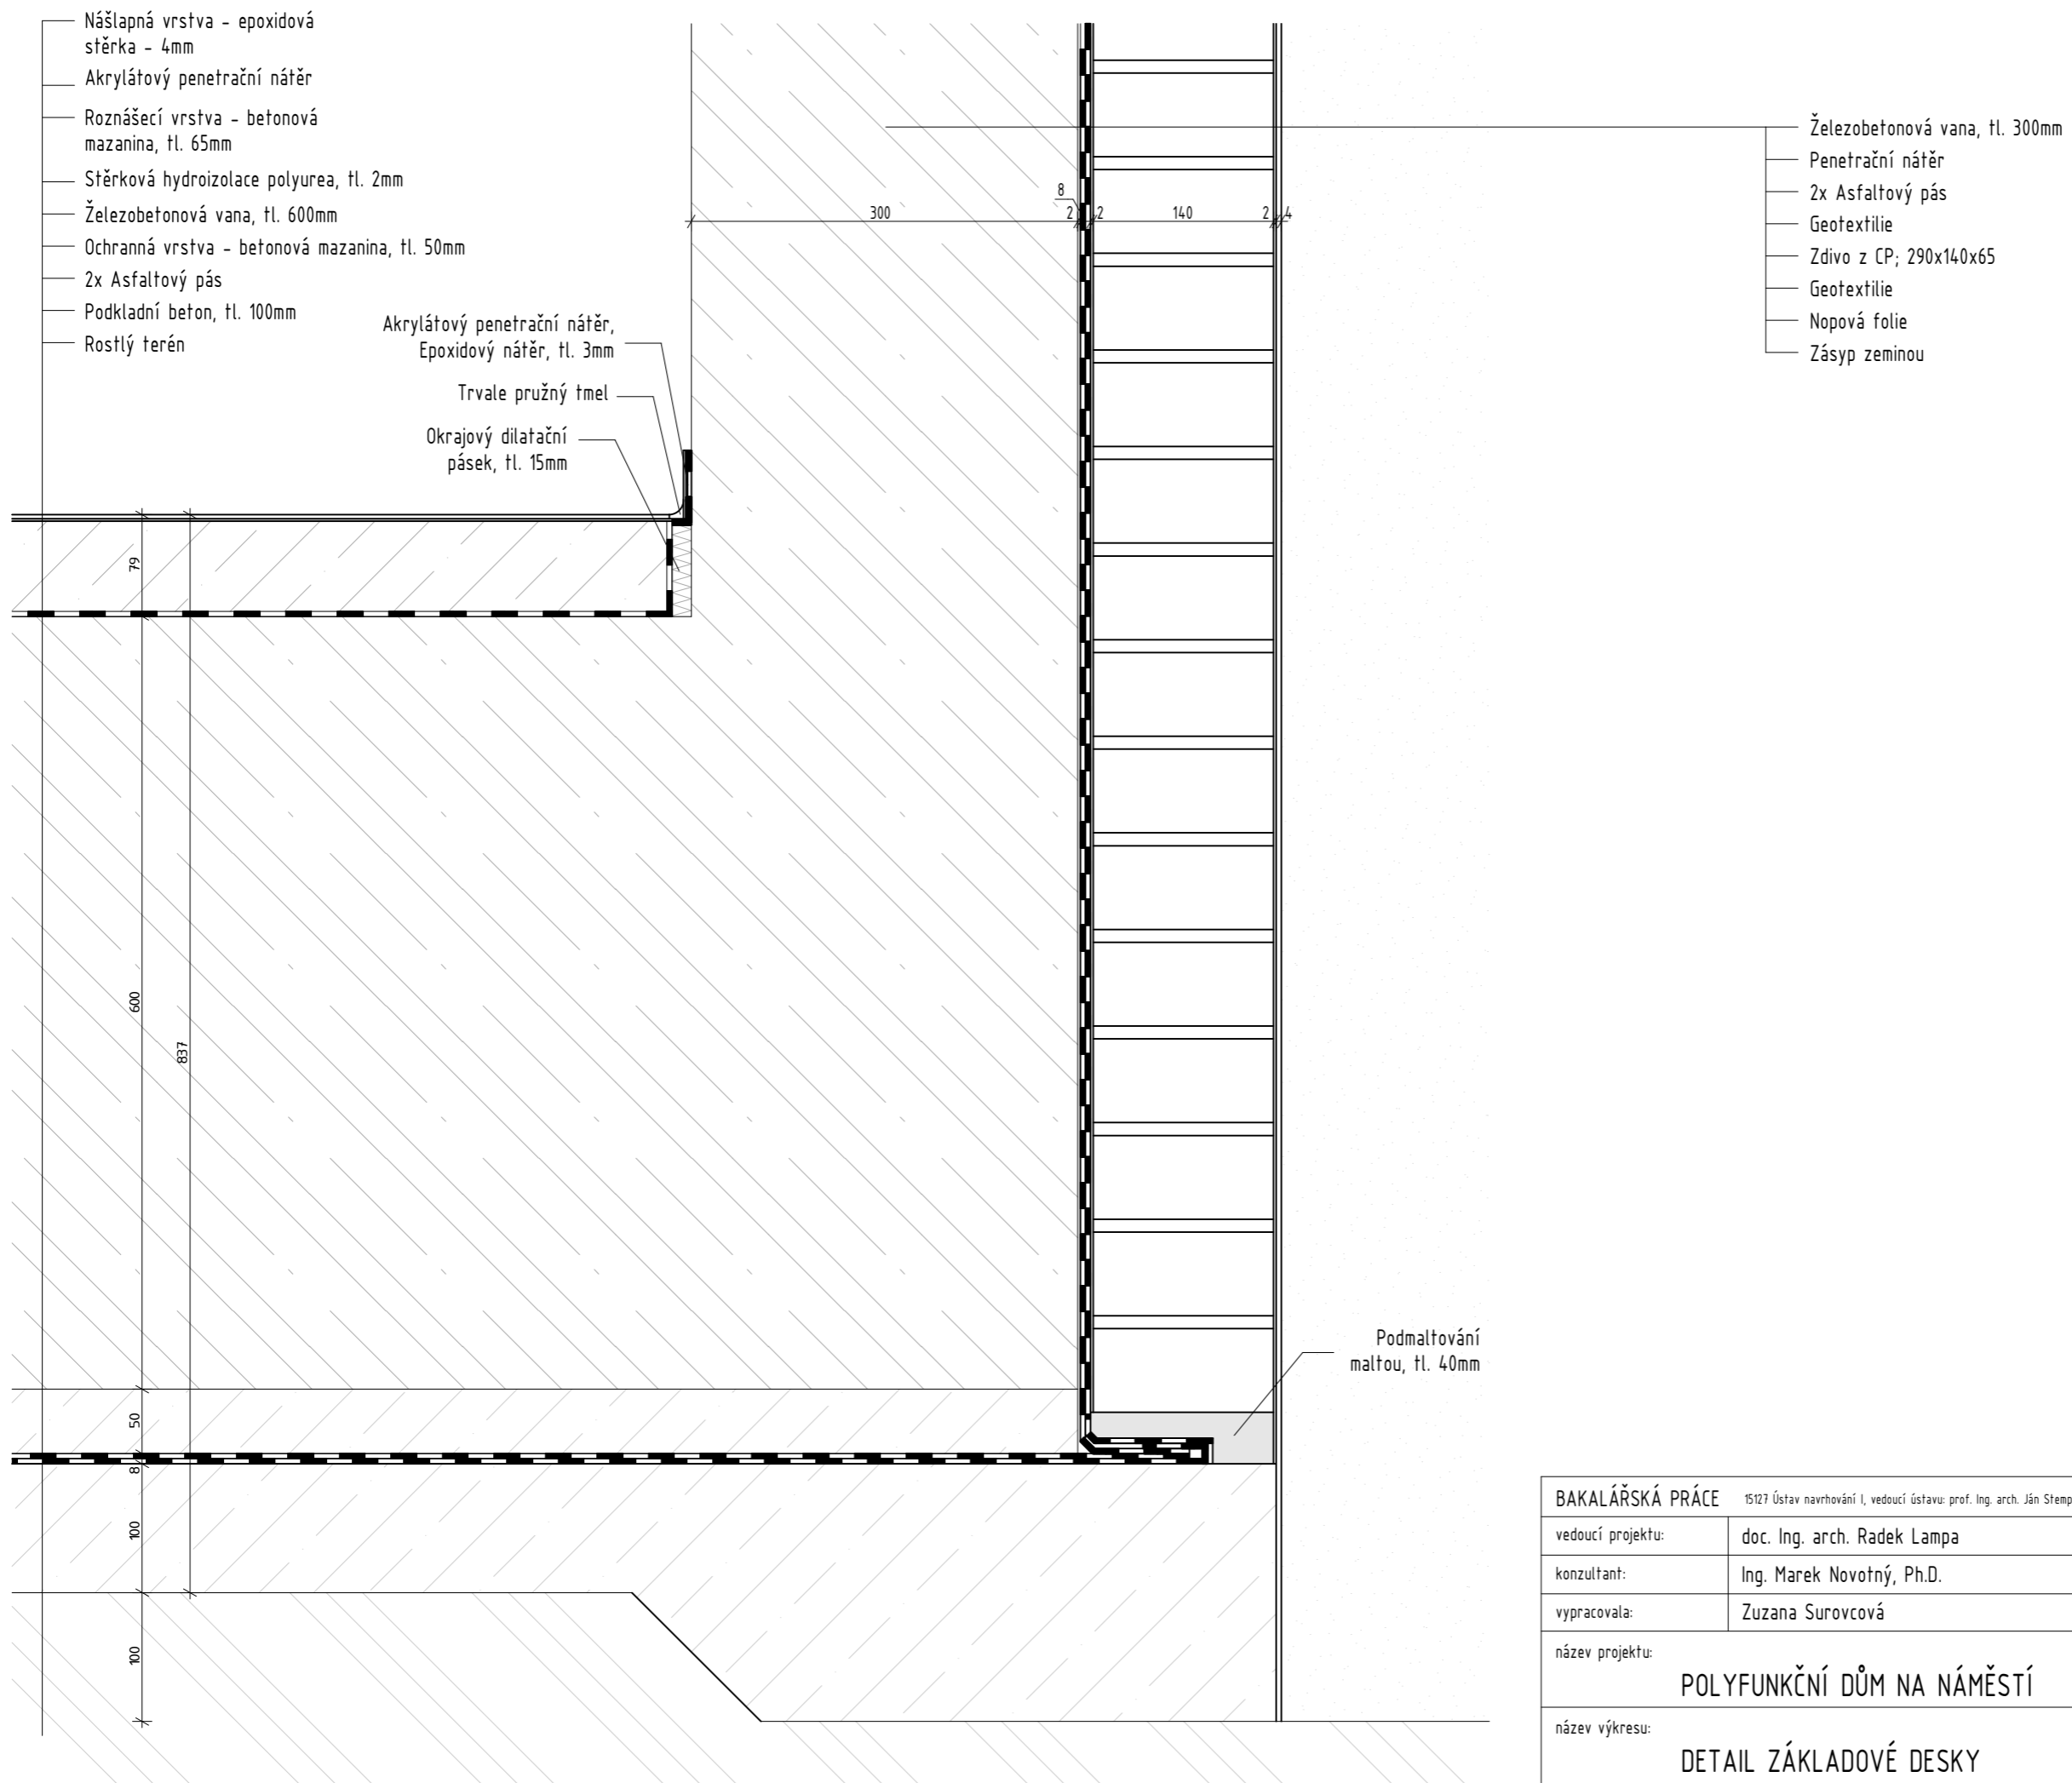 Nášlapná vrstva - epoxidová
stěrka - 4mm
Akrylátový penetrační nátěr
Roznášecí vrstva - betonová
mazanina, tl. 65mm
Stěrková hydroizolace polyurea, tl. 2mm
Železobetonová vana, tl. 600mm
Ochranná vrstva - betonová mazanina, tl. 50mm
2x Asfaltový pás
Podkladní beton, tl. 100mm
Rostlý terén
Akrylátový penetrační nátěr,
Epoxidový nátěr, tl. 3mm
Trvale pružný tmel
Okrajový dilatační
pásek, tl. 15mm
300
2
8
2
140
2
4
Železobetonová vana, tl. 300mm
Penetrační nátěr
2x Asfaltový pás
Geotextilie
Zdivo z CP; 290x140x65
Geotextilie
Nopová folie
Zásyp zeminou
79
600
837
50
8
100
100
Podmaltování
maltou, tl. 40mm
BAKALÁŘSKÁ PRÁCE 15127 Ústav navrhování I, vedoucí ústavu: prof. Ing. arch. Ján Stemp
vedoucí projektu: doc. Ing. arch. Radek Lampa
konzultant: Ing. Marek Novotný, Ph.D.
vypracovala: Zuzana Surovcová
název projektu:
POLYFUNKČNÍ DŮM NA NÁMĚSTÍ
název výkresu:
DETAIL ZÁKLADOVÉ DESKY